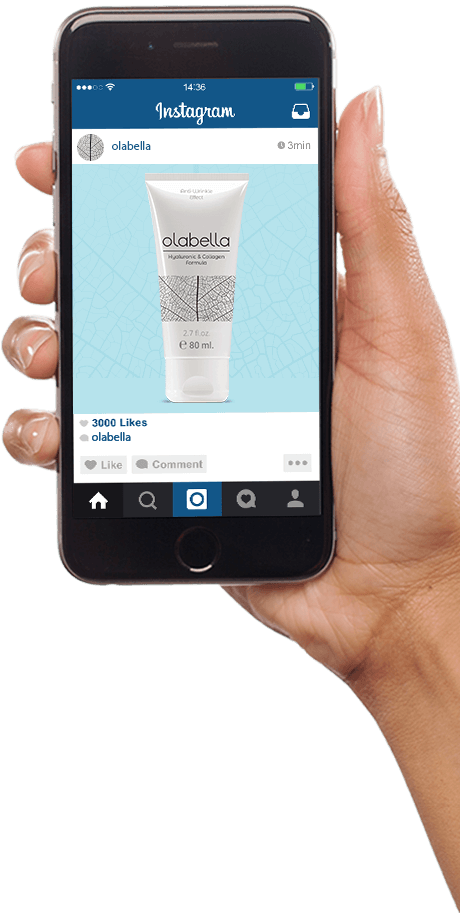 14:36
Instagram
olabella
3min
Anti-Wrinkle
Effect
olabella
Hyaluronic & Collagen
Formula
2.7 fl.oz.
℮ 80 ml.
3000 Likes
olabella
Like
Comment